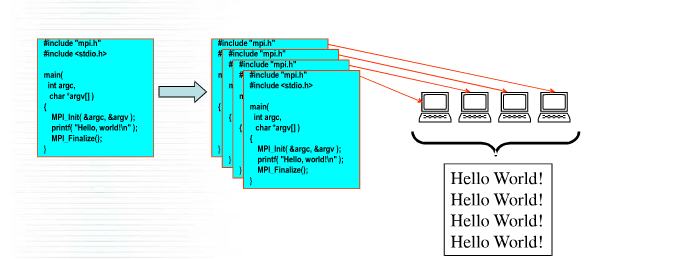 #include "mpi.h"
#include <stdio.h>
main(
int argc,
char *argv[] )
{
MPI_Init( &argc, &argv );
printf( "Hello, world!\n" );
MPI_Finalize();
}
#include "mpi.h"
#include "mpi.h"
#include "mpi.h"
#include "mpi.h"
#include <stdio.h>
main(
int argc,
char *argv[] )
{
MPI_Init( &argc, &argv );
printf( "Hello, world!\n" );
MPI_Finalize();
}
Hello World!
Hello World!
Hello World!
Hello World!